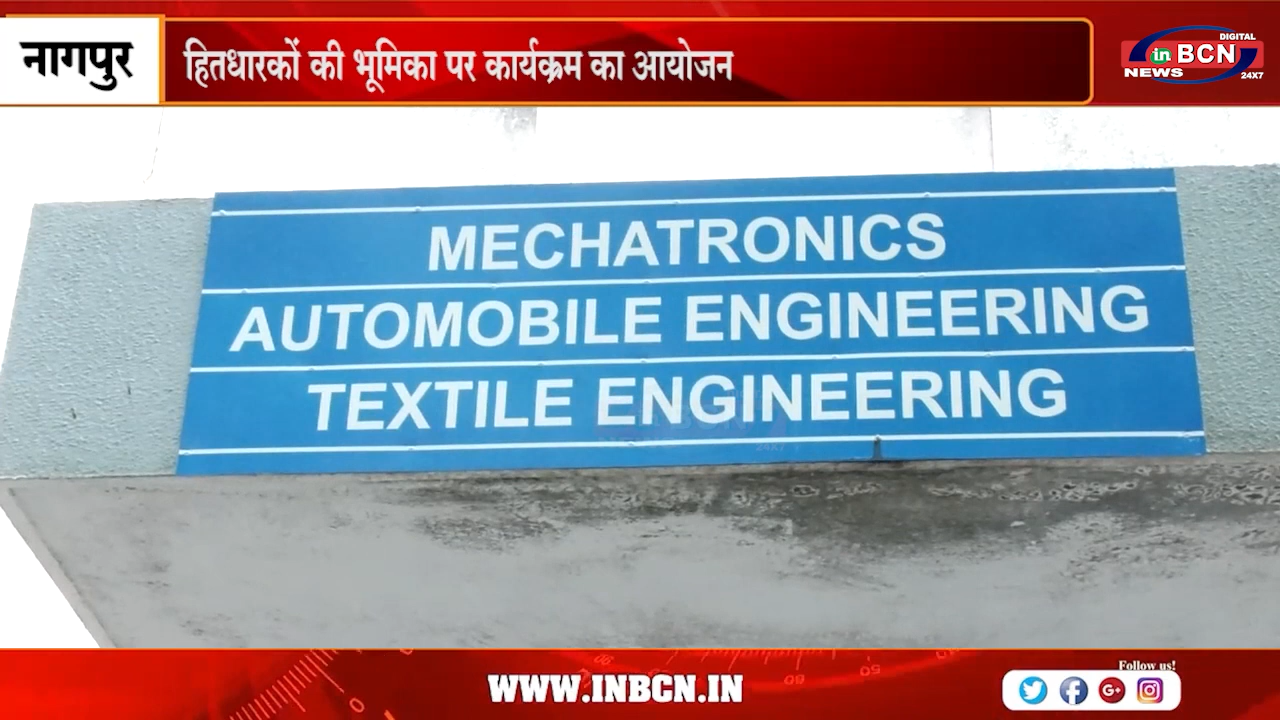 नागपुर
हितधारकों की भूमिका पर कार्यक्रम का आयोजन
DIGITAL
in BCN
NEWS 24X7
MECHATRONICS
AUTOMOBILE ENGINEERING
TEXTILE ENGINEERING
WWW.INBCN.IN
Follow us!